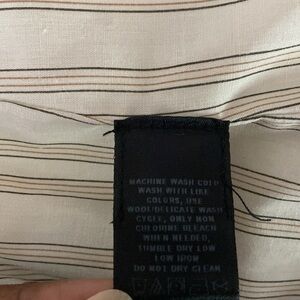 MACHINE WASH COLD
WASH WITH LIKE
COLORS, USE
WOOL/DELICATE WASH
CYCLE, ONLY NON
CHLORINE BLEACH
WHEN NEEDED,
TUMBLE DRY LOW
LOW IRON
DO NOT DRY CLEAN